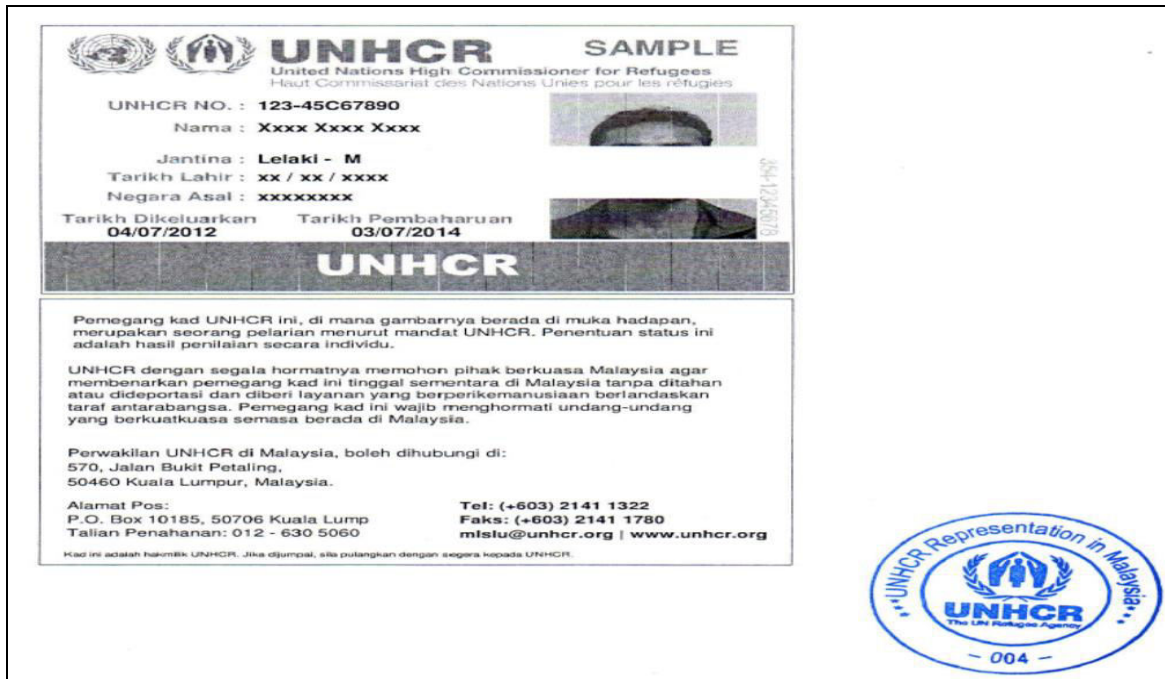 UNHCR SAMPLE
United Nations High Commissioner for Refugees
Haut Commissariat des Nations Unies pour les réfugiés
UNHCR NO. : 123-45C67890
Nama : Xxxx Xxxx Xxxx
Jantina : Lelaki - M
Tarikh Lahir : xx / xx / xxxx
Negara Asal : xxxxxxxx
Tarikh Dikeluarkan Tarikh Pembaharuan
04/07/2012 03/07/2014
354-12345678
UNHCR
Pemegang kad UNHCR ini, di mana gambarnya berada di muka hadapan,
merupakan seorang pelarian menurut mandat UNHCR. Penentuan status ini
adalah hasil penilaian secara individu.
UNHCR dengan segala hormatnya memohon pihak berkuasa Malaysia agar
membenarkan pemegang kad ini tinggal sementara di Malaysia tanpa ditahan
atau dideportasi dan diberi layanan yang berperikemanusiaan berlandaskan
taraf antarabangsa. Pemegang kad ini wajib menghormati undang-undang
yang berkuatkuasa semasa berada di Malaysia.
Perwakilan UNHCR di Malaysia, boleh dihubungi di:
570, Jalan Bukit Petaling,
50460 Kuala Lumpur, Malaysia.
Alamat Pos: Tel: (+603) 2141 1322
P.O. Box 10185, 50706 Kuala Lump Faks: (+603) 2141 1780
Talian Penahanan: 012 - 630 5060 mlslu@unhcr.org | www.unhcr.org
Kad ini adalah hakmilik UNHCR. Jika dijumpai, sila pulangkan dengan segera kepada UNHCR.
UNHCR Representation in Malaysia
UNHCR
The UN Refugee Agency
- 004 -